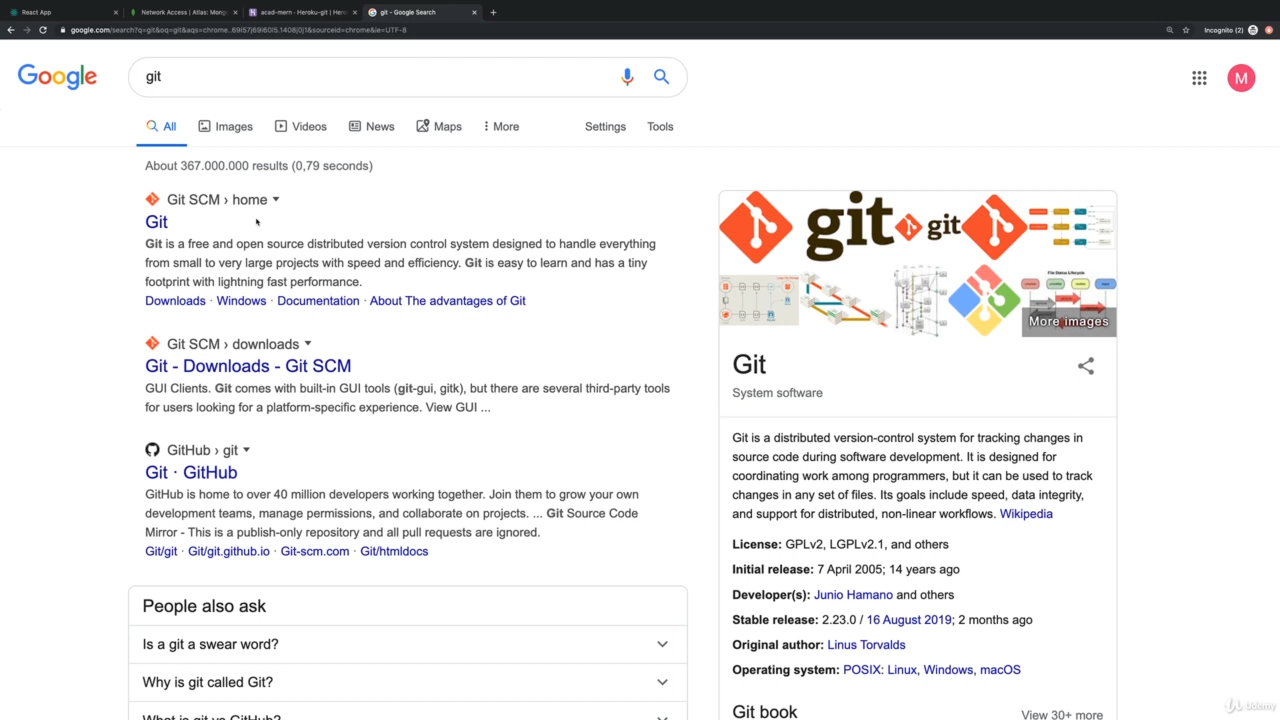 React App
Network Access | Atlas: Mong
acad-mern · Heroku-git | Hero
git - Google Search
google.com/search?q=git&oq=git&aqs=chrome..69i57j69i60l5.1408j0j1&sourceid=chrome&ie=UTF-8
Incognito (2)
Google
git
M
All
Images
Videos
News
Maps
More
Settings
Tools
About 367.000.000 results (0,79 seconds)
Git SCM › home
Git
Git is a free and open source distributed version control system designed to handle everything
from small to very large projects with speed and efficiency. Git is easy to learn and has a tiny
footprint with lightning fast performance.
Downloads · Windows · Documentation · About The advantages of Git
Git SCM › downloads
Git - Downloads - Git SCM
GUI Clients. Git comes with built-in GUI tools (git-gui, gitk), but there are several third-party tools
for users looking for a platform-specific experience. View GUI ...
GitHub › git
Git · GitHub
GitHub is home to over 40 million developers working together. Join them to grow your own
development teams, manage permissions, and collaborate on projects. ... Git Source Code
Mirror - This is a publish-only repository and all pull requests are ignored.
Git/git · Git/git.github.io · Git-scm.com · Git/htmldocs
People also ask
Is a git a swear word?
Why is git called Git?
What is git vs GitHub?
git
git
File Status Lifecycle
More images
Git
System software
Git is a distributed version-control system for tracking changes in
source code during software development. It is designed for
coordinating work among programmers, but it can be used to track
changes in any set of files. Its goals include speed, data integrity,
and support for distributed, non-linear workflows. Wikipedia
License: GPLv2, LGPLv2.1, and others
Initial release: 7 April 2005; 14 years ago
Developer(s): Junio Hamano and others
Stable release: 2.23.0 / 16 August 2019; 2 months ago
Original author: Linus Torvalds
Operating system: POSIX: Linux, Windows, macOS
Git book
View 30+ more
Udemy